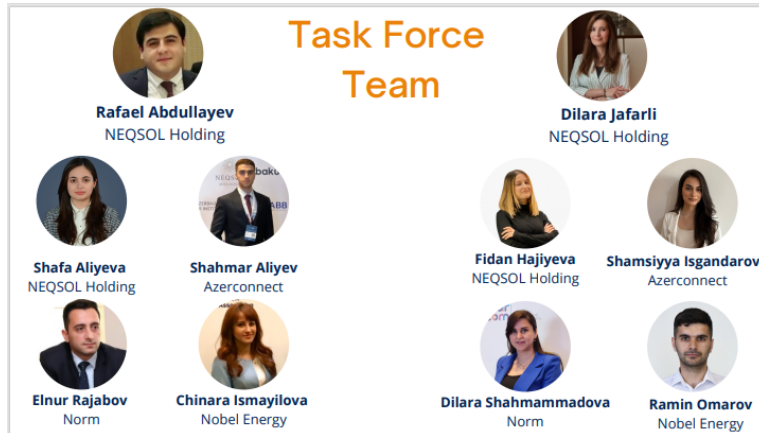 Task Force
Team
Rafael Abdullayev
NEQSOL Holding
Dilara Jafarli
NEQSOL Holding
Shafa Aliyeva
NEQSOL Holding
Shahmar Aliyev
Azerconnect
Fidan Hajiyeva
NEQSOL Holding
Shamsiyya Isgandarov
Azerconnect
Elnur Rajabov
Norm
Chinara Ismayilova
Nobel Energy
Dilara Shahmammadova
Norm
Ramin Omarov
Nobel Energy